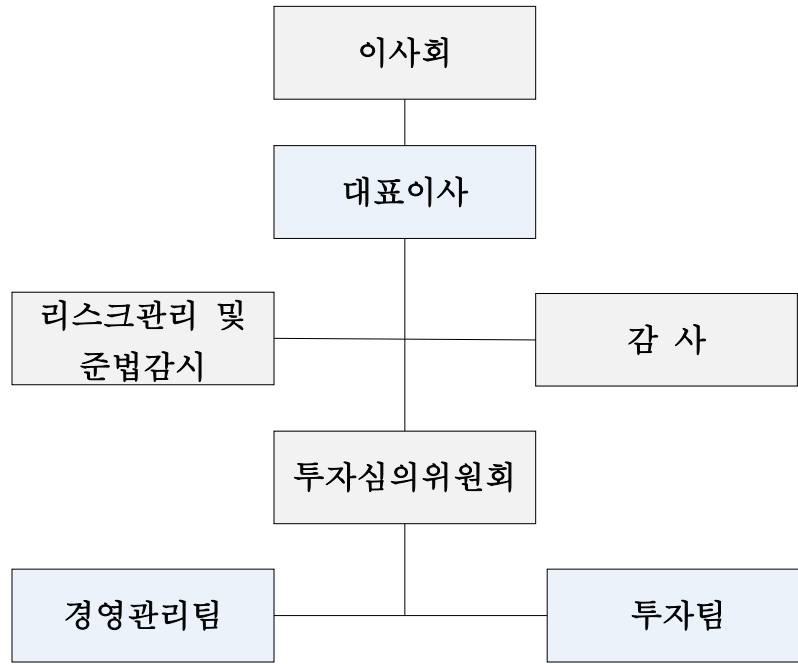 이사회
대표이사
리스크관리 및
준법감시
감 사
투자심의위원회
경영관리팀
투자팀